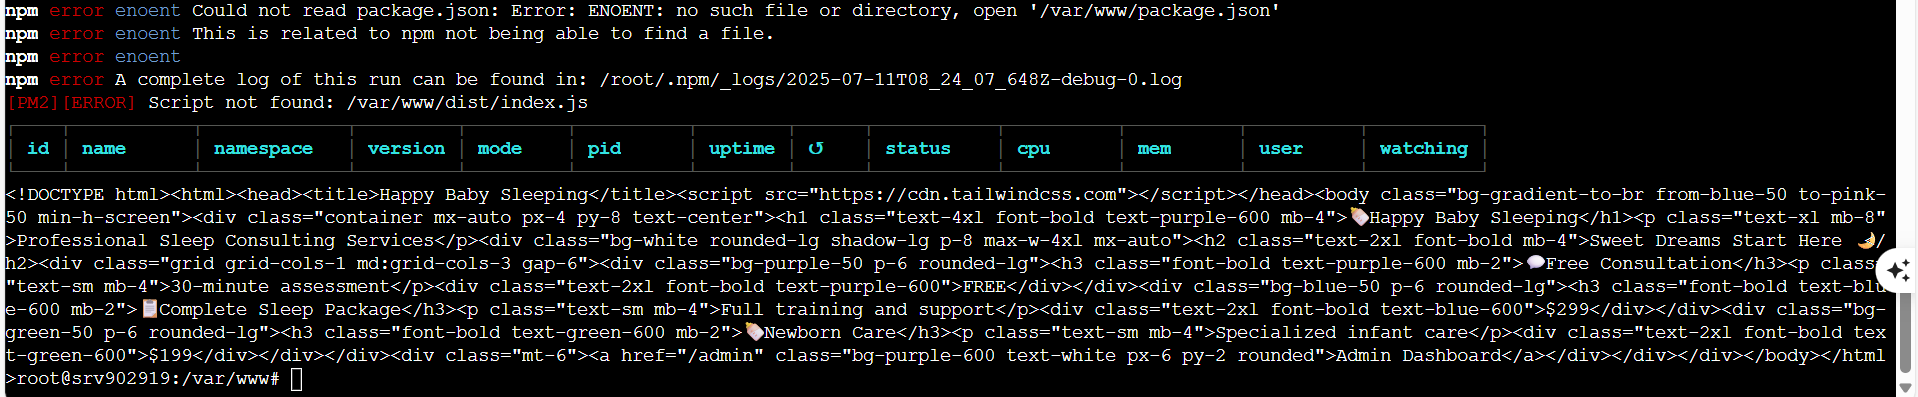 npm error enoent Could not read package.json: Error: ENOENT: no such file or directory, open '/var/www/package.json'
npm error enoent This is related to npm not being able to find a file.
npm error enoent
npm error A complete log of this run can be found in: /root/.npm/_logs/2025-07-11T08_24_07_648Z-debug-0.log
[PM2][ERROR] Script not found: /var/www/dist/index.js
id name namespace version mode pid uptime ↺ status cpu mem user watching
<!DOCTYPE html><html><head><title>Happy Baby Sleeping</title><script src="https://cdn.tailwindcss.com"></script></head><body class="bg-gradient-to-br from-blue-50 to-pink-
50 min-h-screen"><div class="container mx-auto px-4 py-8 text-center"><h1 class="text-4xl font-bold text-purple-600 mb-4">🍼Happy Baby Sleeping</h1><p class="text-xl mb-8"
>Professional Sleep Consulting Services</p><div class="bg-white rounded-lg shadow-lg p-8 max-w-4xl mx-auto"><h2 class="text-2xl font-bold mb-4">Sweet Dreams Start Here 🌙/
h2><div class="grid grid-cols-1 md:grid-cols-3 gap-6"><div class="bg-purple-50 p-6 rounded-lg"><h3 class="font-bold text-purple-600 mb-2">💬Free Consultation</h3><p class
"text-sm mb-4">30-minute assessment</p><div class="text-2xl font-bold text-purple-600">FREE</div></div><div class="bg-blue-50 p-6 rounded-lg"><h3 class="font-bold text-blu
e-600 mb-2">📋Complete Sleep Package</h3><p class="text-sm mb-4">Full training and support</p><div class="text-2xl font-bold text-blue-600">$299</div></div><div class="bg-
green-50 p-6 rounded-lg"><h3 class="font-bold text-green-600 mb-2">🍼Newborn Care</h3><p class="text-sm mb-4">Specialized infant care</p><div class="text-2xl font-bold tex
t-green-600">$199</div></div></div><div class="mt-6"><a href="/admin" class="bg-purple-600 text-white px-6 py-2 rounded">Admin Dashboard</a></div></div></div></body></html
>root@srv902919:/var/www#